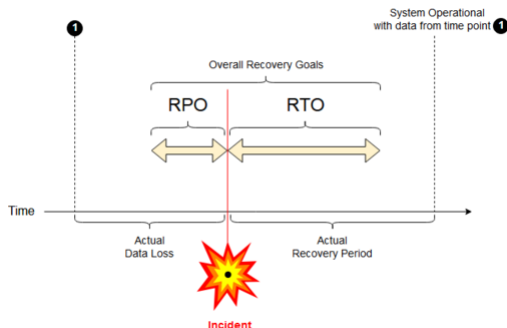 System Operational
with data from time point 1
1
Overall Recovery Goals
RPO
RTO
Time
Actual
Data Loss
Actual
Recovery Period
Incident